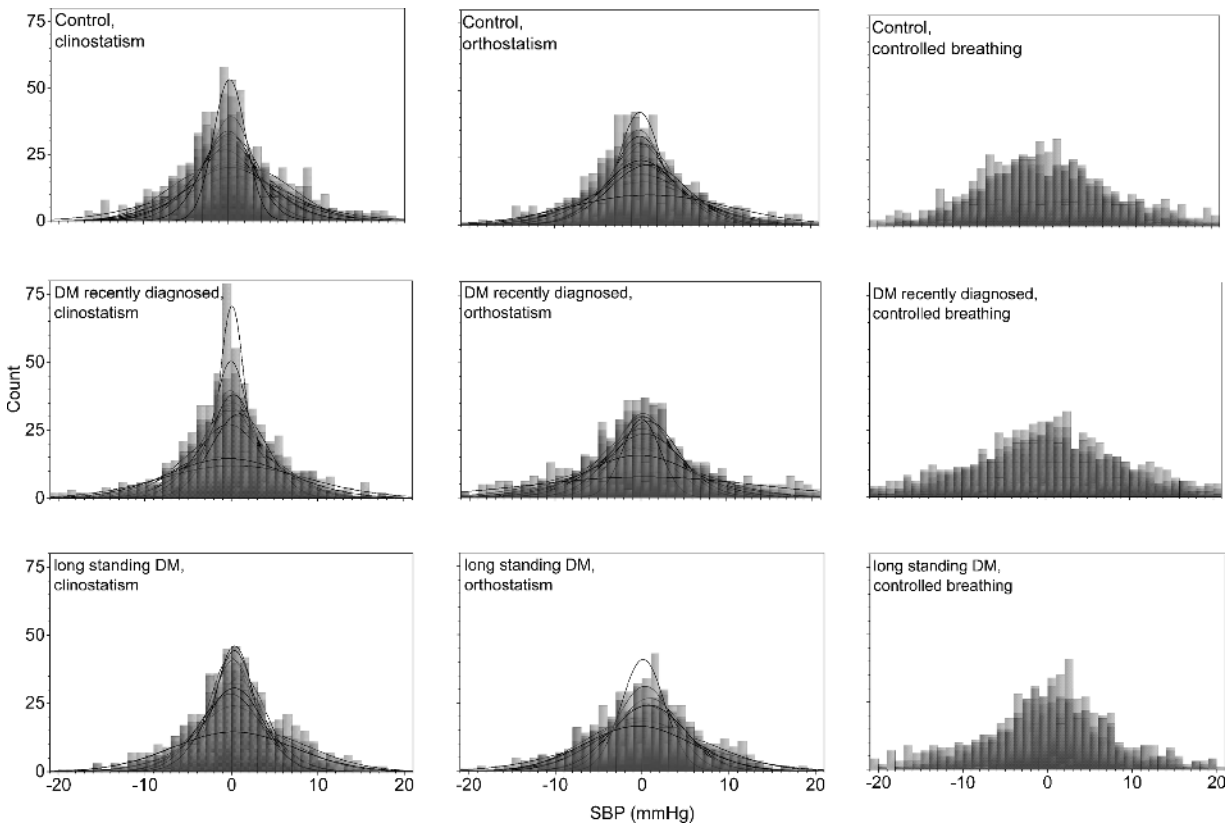 75
50
25
0
Control,
clinostatism
Control,
orthostatism
Control,
controlled breathing
Count
75
50
25
0
DM recently diagnosed,
clinostatism
DM recently diagnosed,
orthostatism
DM recently diagnosed,
controlled breathing
75
50
25
0
long standing DM,
clinostatism
long standing DM,
orthostatism
long standing DM,
controlled breathing
-20 -10 0 10 20 -20 -10 0 10 20 -20 -10 0 10 20
SBP (mmHg)